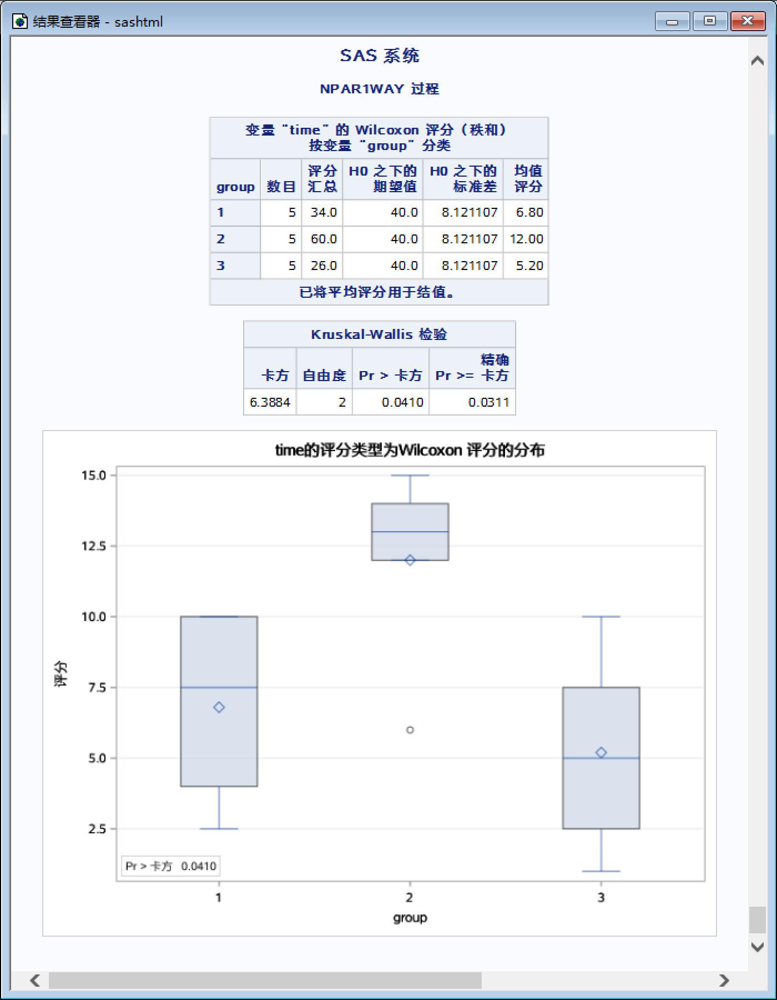 结果查看器 - sashtml
SAS 系统
NPAR1WAY 过程
变量 “time” 的 Wilcoxon 评分（秩和）
按变量 “group” 分类
group 数目 评分汇总 H0 之下的期望值 H0 之下的标准差 均值评分
1 5 34.0 40.0 8.121107 6.80
2 5 60.0 40.0 8.121107 12.00
3 5 26.0 40.0 8.121107 5.20
已将平均评分用于结值。
Kruskal-Wallis 检验
卡方 自由度 Pr > 卡方 精确 Pr >= 卡方
6.3884 2 0.0410 0.0311
time的评分类型为Wilcoxon 评分的分布
15.0
12.5
10.0
7.5
5.0
2.5
评分
Pr > 卡方 0.0410
1 2 3
group